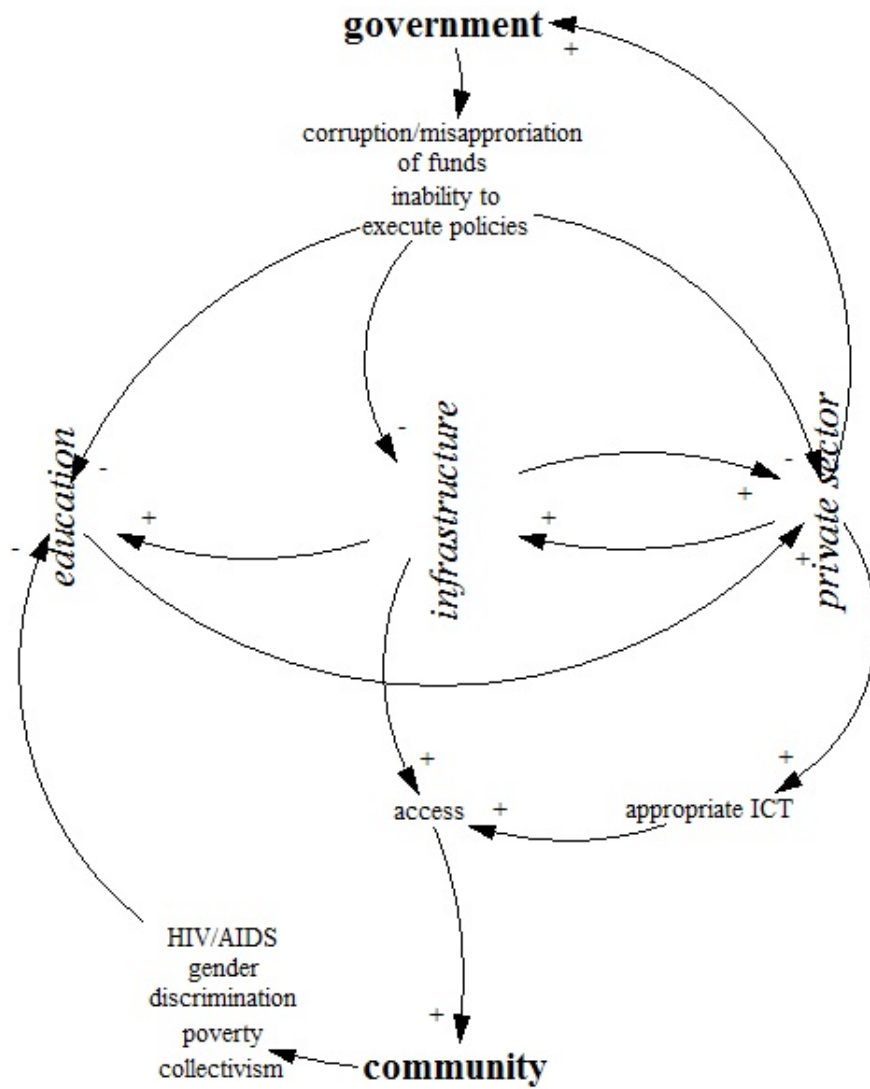 government
+
corruption/misapproriation
of funds
inability to
execute policies
-
-
-
education
infrastructure
private sector
+
+
+
-
+.
+
+
access
+
appropriate ICT
HIV/AIDS
gender
discrimination
poverty
collectivism
+
community